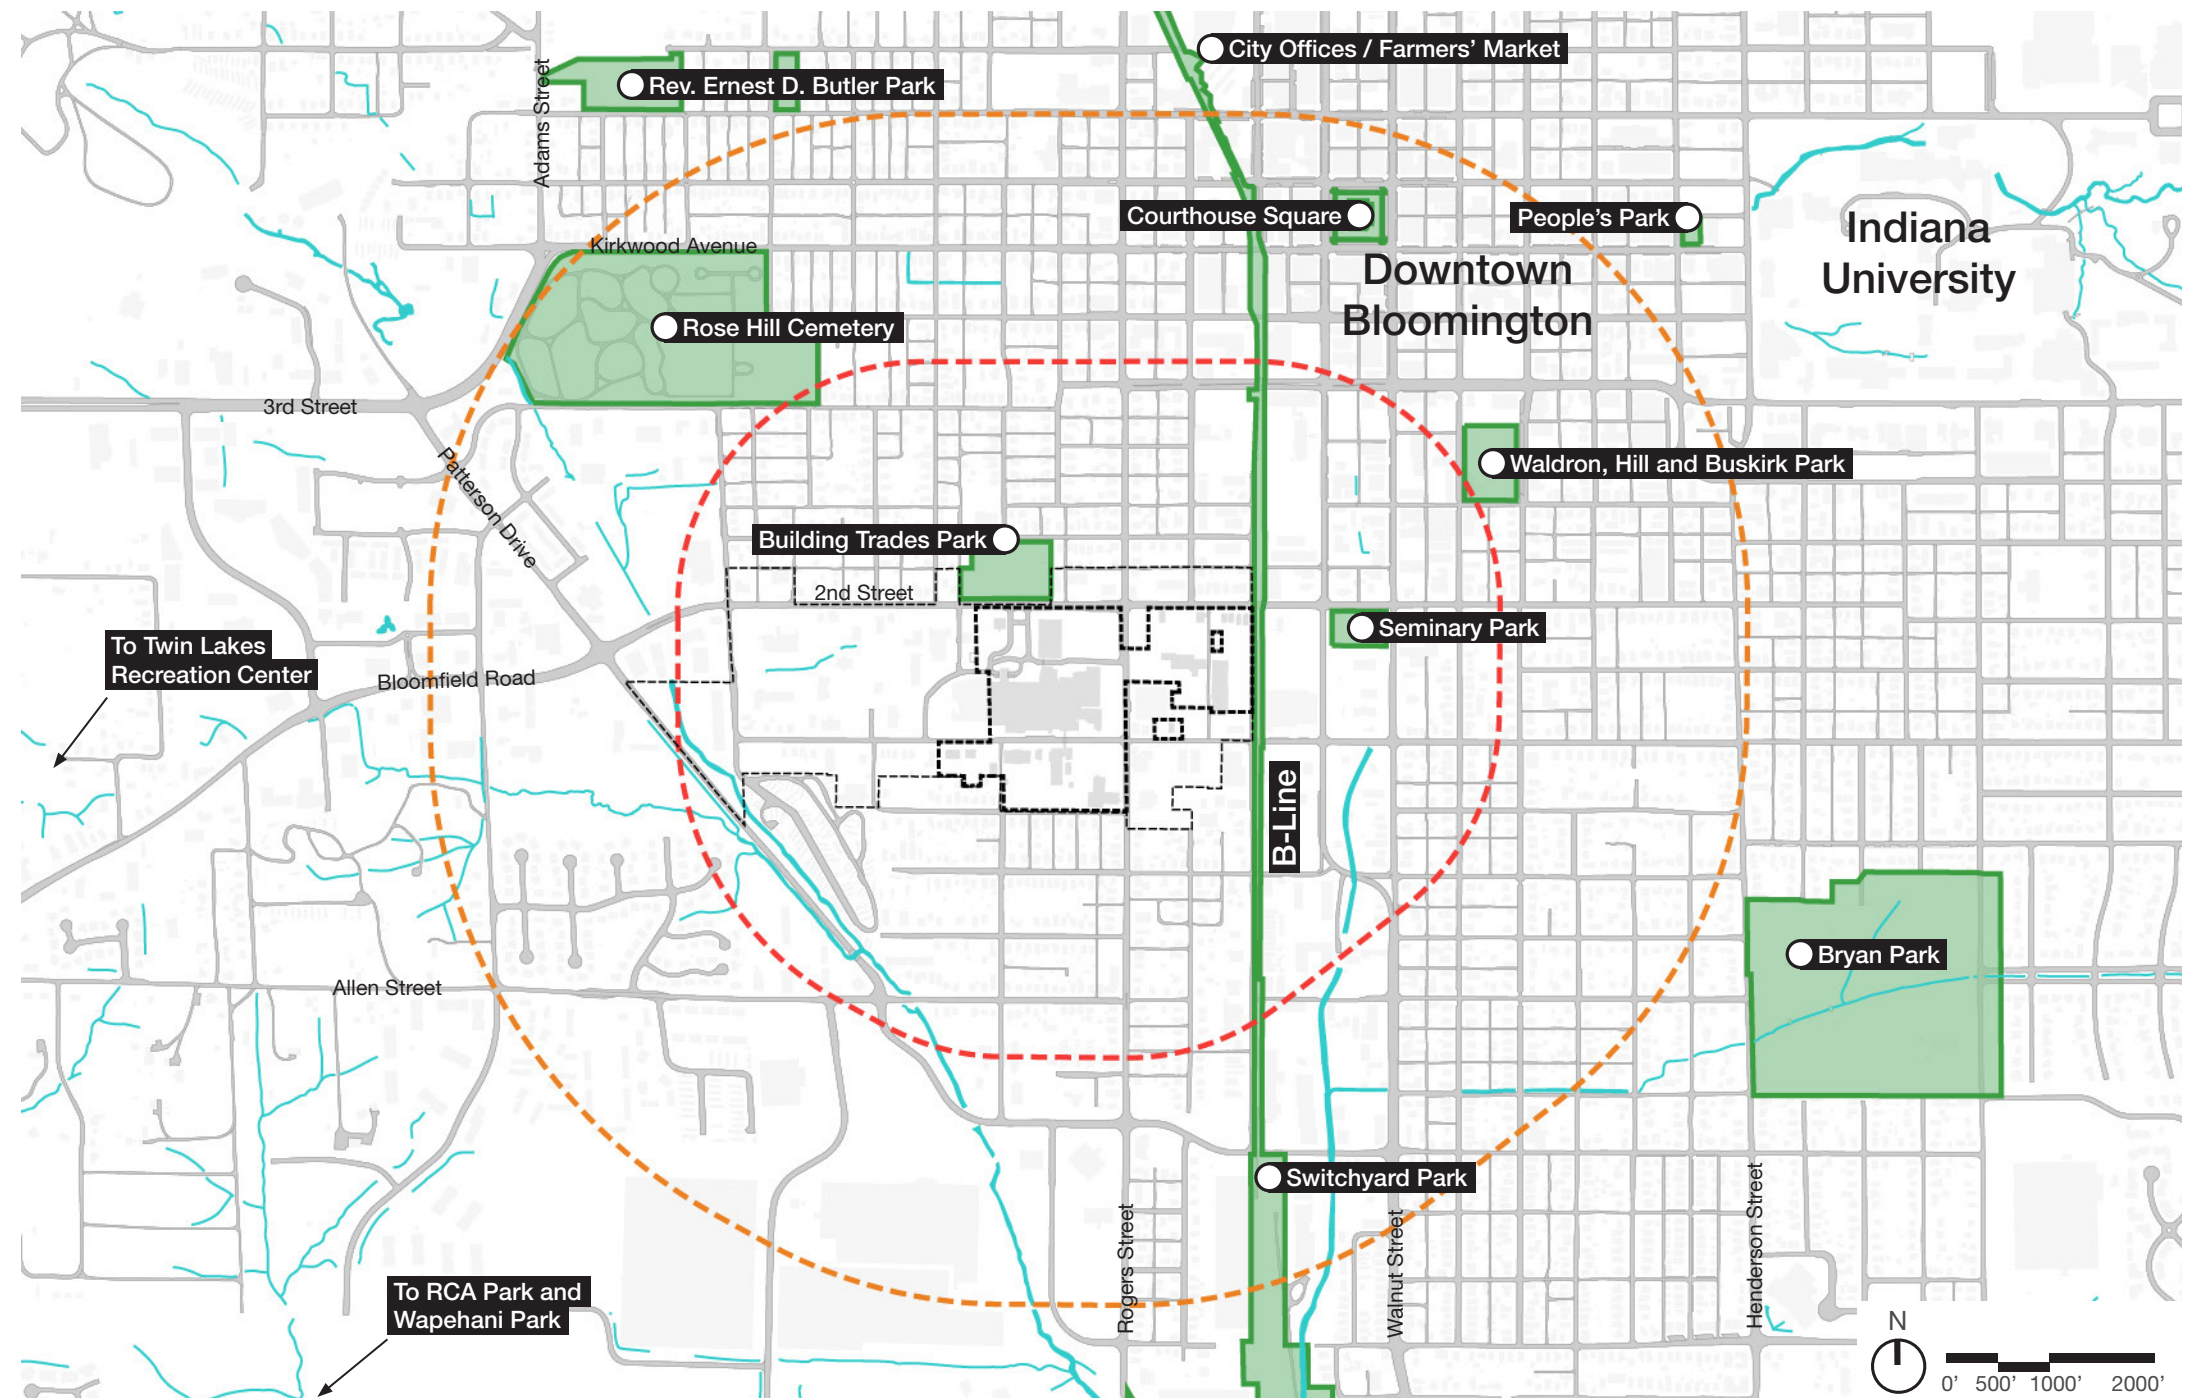 City Offices / Farmers' Market
Rev. Ernest D. Butler Park
Adams Street
Courthouse Square
People's Park
Indiana
University
Kirkwood Avenue
Downtown
Bloomington
Rose Hill Cemetery
3rd Street
Patterson Drive
Waldron, Hill and Buskirk Park
Building Trades Park
2nd Street
Seminary Park
To Twin Lakes
Recreation Center
Bloomfield Road
B-Line
Bryan Park
Allen Street
Switchyard Park
Rogers Street
Walnut Street
Henderson Street
To RCA Park and
Wapehani Park
N
0' 500' 1000' 2000'